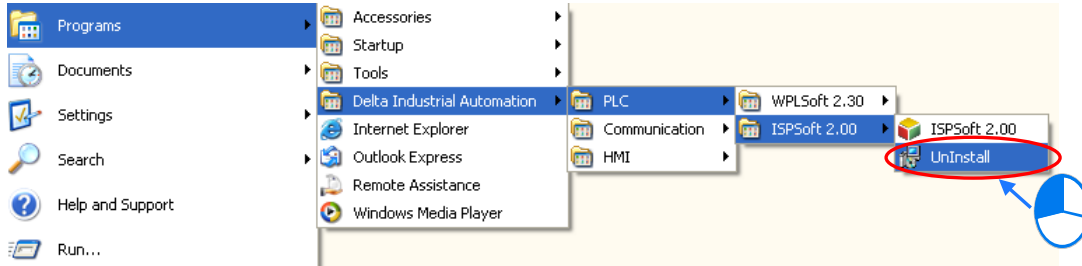 Programs
Documents
Settings
Search
Help and Support
Run...
Accessories
Startup
Tools
Delta Industrial Automation
Internet Explorer
Outlook Express
Remote Assistance
Windows Media Player
PLC
Communication
HMI
WPLSoft 2.30
ISPSoft 2.00
ISPSoft 2.00
UnInstall